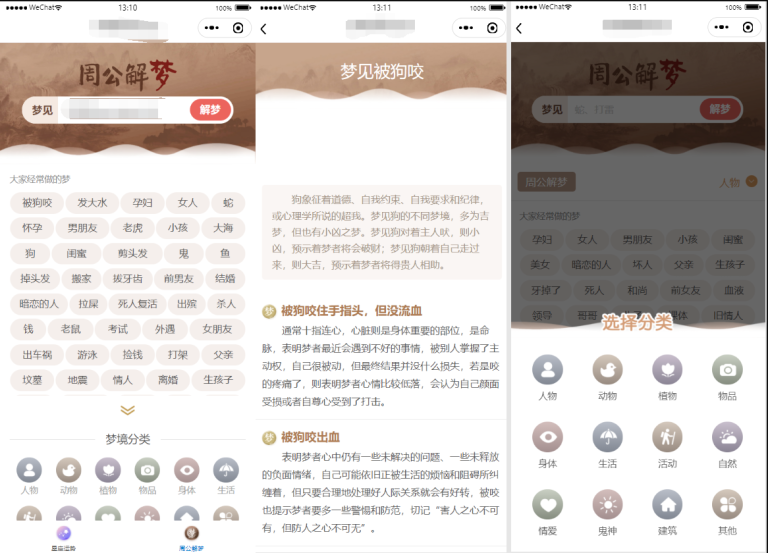 ●●●●● WeChat 13:10 100%
周公解梦
梦见 解梦
大家经常做的梦
被狗咬 发大水 孕妇 女人 蛇
怀孕 男朋友 老虎 小孩 大海
狗 闺蜜 剪头发 鬼 鱼
掉头发 搬家 拔牙齿 前男友 结婚
暗恋的人 拉屎 死人复活 出殡 杀人
钱 老鼠 考试 外遇 女朋友
出车祸 游泳 捡钱 打架 父亲
坟墓 地震 情人 离婚 生孩子
梦境分类
人物 动物 植物 物品 身体 生活
星座运势 周公解梦
●●●●● WeChat 13:11 100%
梦见被狗咬
狗象征着道德、自我约束、自我要求和纪律，
或心理学所说的超我。梦见狗的不同梦境，多为吉
梦，但也有小凶之梦。梦见狗对着主人吠，则小
凶，预示着梦者将会破财；梦见狗朝着自己走过
来，则大吉，预示着梦者将得贵人相助。
梦 被狗咬住手指头，但没流血
通常十指连心，心脏则是身体重要的部位，是命
脉，表明梦者最近会遇到不好的事情，被别人掌握了主
动权，自己很被动，但最终结果并没什么损失，若是咬
的疼痛了，则表明梦者心情比较低落，会认为自己颜面
受损或者自尊心受到了打击。
梦 被狗咬出血
表明梦者心中仍有一些未解决的问题、一些未释放
的负面情绪，自己可能依旧正被生活的烦恼和阻碍所纠
缠着，但只要合理地处理好人际关系就会有好转，被咬
也提示梦者要多一些警惕和防范，切记“害人之心不可
有，但防人之心不可无”。
●●●●● WeChat 13:11 100%
周公解梦
梦见 蛇、打雷 解梦
周公解梦 人物
大家经常做的梦
孕妇 女人 男朋友 小孩 闺蜜
美女 暗恋的人 坏人 父亲 生孩子
牙掉了 死人 和尚 前女友 血液
领导 哥哥 旧情人
选择分类
人物 动物 植物 物品
身体 生活 活动 自然
情爱 鬼神 建筑 其他